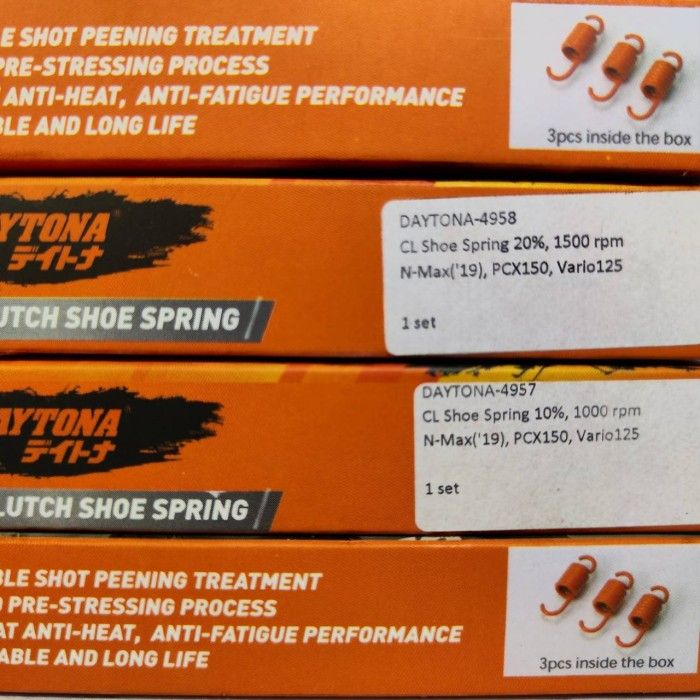 LE SHOT PEENING TREATMENT
PRE-STRESSING PROCESS
ANTI-HEAT, ANTI-FATIGUE PERFORMANCE
BLE AND LONG LIFE
3pcs inside the box
AYTONA
デイトナ
UTCH SHOE SPRING
DAYTONA-4958
CL Shoe Spring 20%, 1500 rpm
N-Max('19), PCX150, Vario125
1 set
AYTONA
デイトナ
LUTCH SHOE SPRING
DAYTONA-4957
CL Shoe Spring 10%, 1000 rpm
N-Max('19), PCX150, Vario125
1 set
BLE SHOT PEENING TREATMENT
PRE-STRESSING PROCESS
AT ANTI-HEAT, ANTI-FATIGUE PERFORMANCE
ABLE AND LONG LIFE
3pcs inside the box